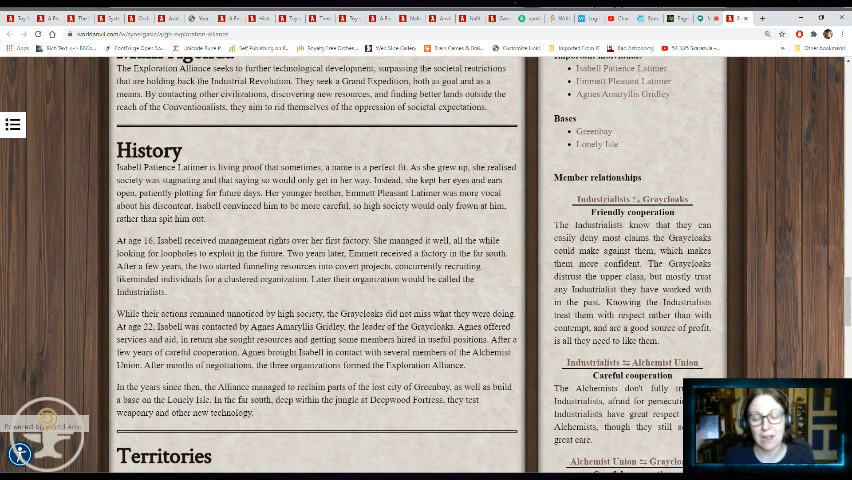 worldanvil.com/w/synergasia/a/gb-exploration-alliance
Other bookmarks
Main Agenda
The Exploration Alliance seeks to further technological development, surpassing the societal restrictions
that are holding back the Industrial Revolution. They seek a Grand Expedition, both as goal and as a
means. By contacting other civilizations, discovering new resources, and finding better lands outside the
reach of the Conventionalists, they aim to rid themselves of the oppression of societal expectations.
History
Isabell Patience Latimer is living proof that sometimes, a name is a perfect fit. As she grew up, she realised
society was stagnating and that saying so would only get in her way. Instead, she kept her eyes and ears
open, patiently plotting for future days. Her younger brother, Emmett Pleasant Latimer was more vocal
about his discontent. Isabell convinced him to be more careful, so high society would only frown at him,
rather than spit him out.
At age 16, Isabell received management rights over her first factory. She managed it well, all the while
looking for loopholes to exploit in the future. Two years later, Emmett received a factory in the far south.
After a few years, the two started funneling resources into covert projects, concurrently recruiting
likeminded individuals for a clustered organization. Later their organization would be called the
Industrialists.
While their actions remained unnoticed by high society, the Graycloaks did not miss what they were doing.
At age 22, Isabell was contacted by Agnes Amaryllis Gridley, the leader of the Graycloaks. Agnes offered
services and aid, in return she sought resources and getting some members hired in useful positions. After a
few years of careful cooperation, Agnes brought Isabell in contact with several members of the Alchemist
Union. After months of negotiations, the three organizations formed the Exploration Alliance.
In the years since then, the Alliance managed to reclaim parts of the lost city of Greenbay, as well as build
a base on the Lonely Isle. In the far south, deep within the jungle at Deepwood Fortress, they test
weaponry and other new technology.
Territories
Important Individuals
Isabell Patience Latimer
Emmett Pleasant Latimer
Agnes Amaryllis Gridley
Bases
Greenbay
Lonely Isle
Member relationships
Industrialists ⇆ Graycloaks
Friendly cooperation
The Industrialists know that they can
easily deny most claims the Graycloaks
could make against them, which makes
them more confident. The Graycloaks
distrust the upper class, but mostly trust
any Industrialist they have worked with
in the past. Knowing the Industrialists
treat them with respect rather than with
contempt, and are a good source of profit,
is all they need to like them.
Industrialists ⇆ Alchemist Union
Careful cooperation
The Alchemists don't fully
Industrialists, afraid for
Industrialists have great respect
Alchemists, though they still
great care.
Alchemist Union ⇆
Powered by World Anvil